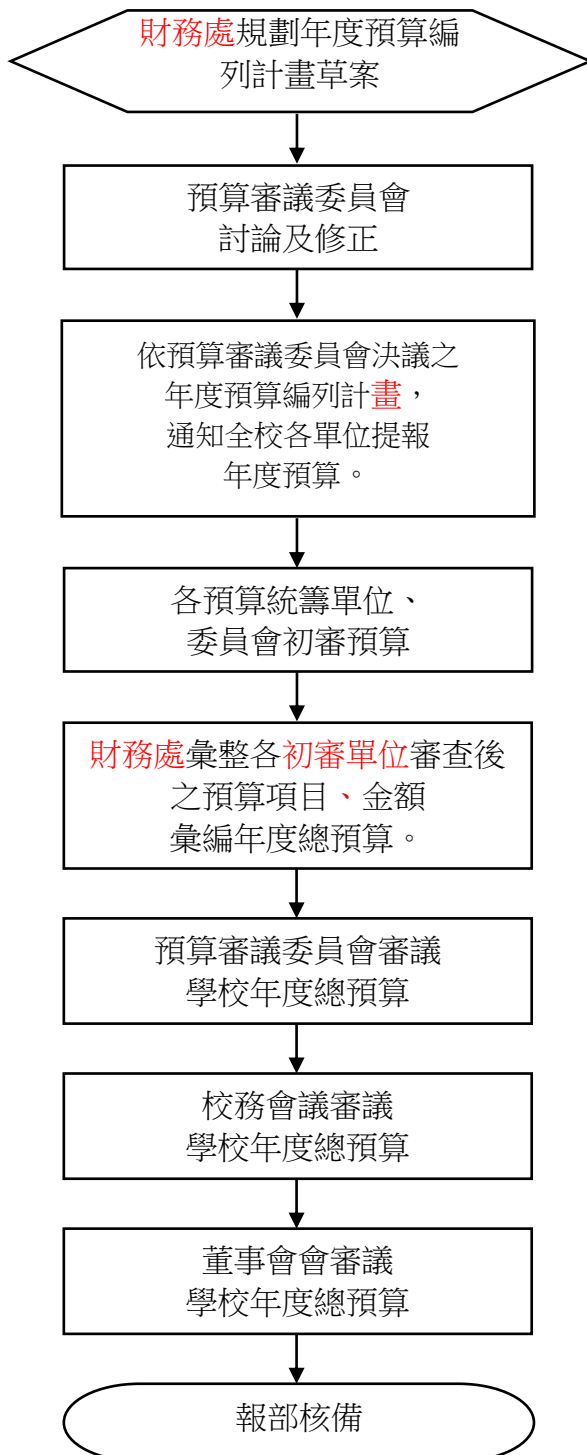 財務處規劃年度預算編
列計畫草案
預算審議委員會
討論及修正
依預算審議委員會決議之
年度預算編列計畫，
通知全校各單位提報
年度預算。
各預算統籌單位、
委員會初審預算
財務處彙整各初審單位審查後
之預算項目、金額
彙編年度總預算。
預算審議委員會審議
學校年度總預算
校務會議審議
學校年度總預算
董事會會審議
學校年度總預算
報部核備